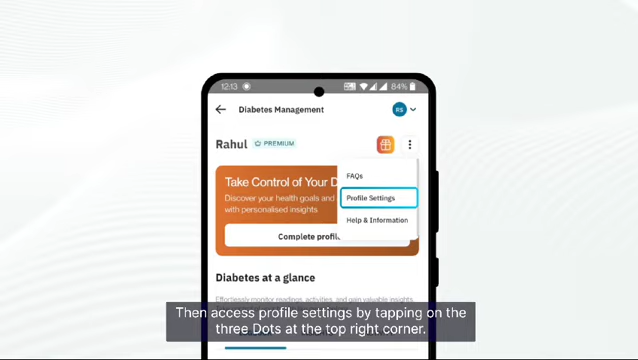 12:13 84%
Diabetes Management RS
Rahul PREMIUM
FAQs
Take Control of Your D
Profile Settings
Discover your health goals and
with personalised insights
Help & Information
Complete profil
Diabetes at a glance
Effortlessly monitor readings, activities, and gain valuable insights.
Then access profile settings by tapping on the
three Dots at the top right corner.